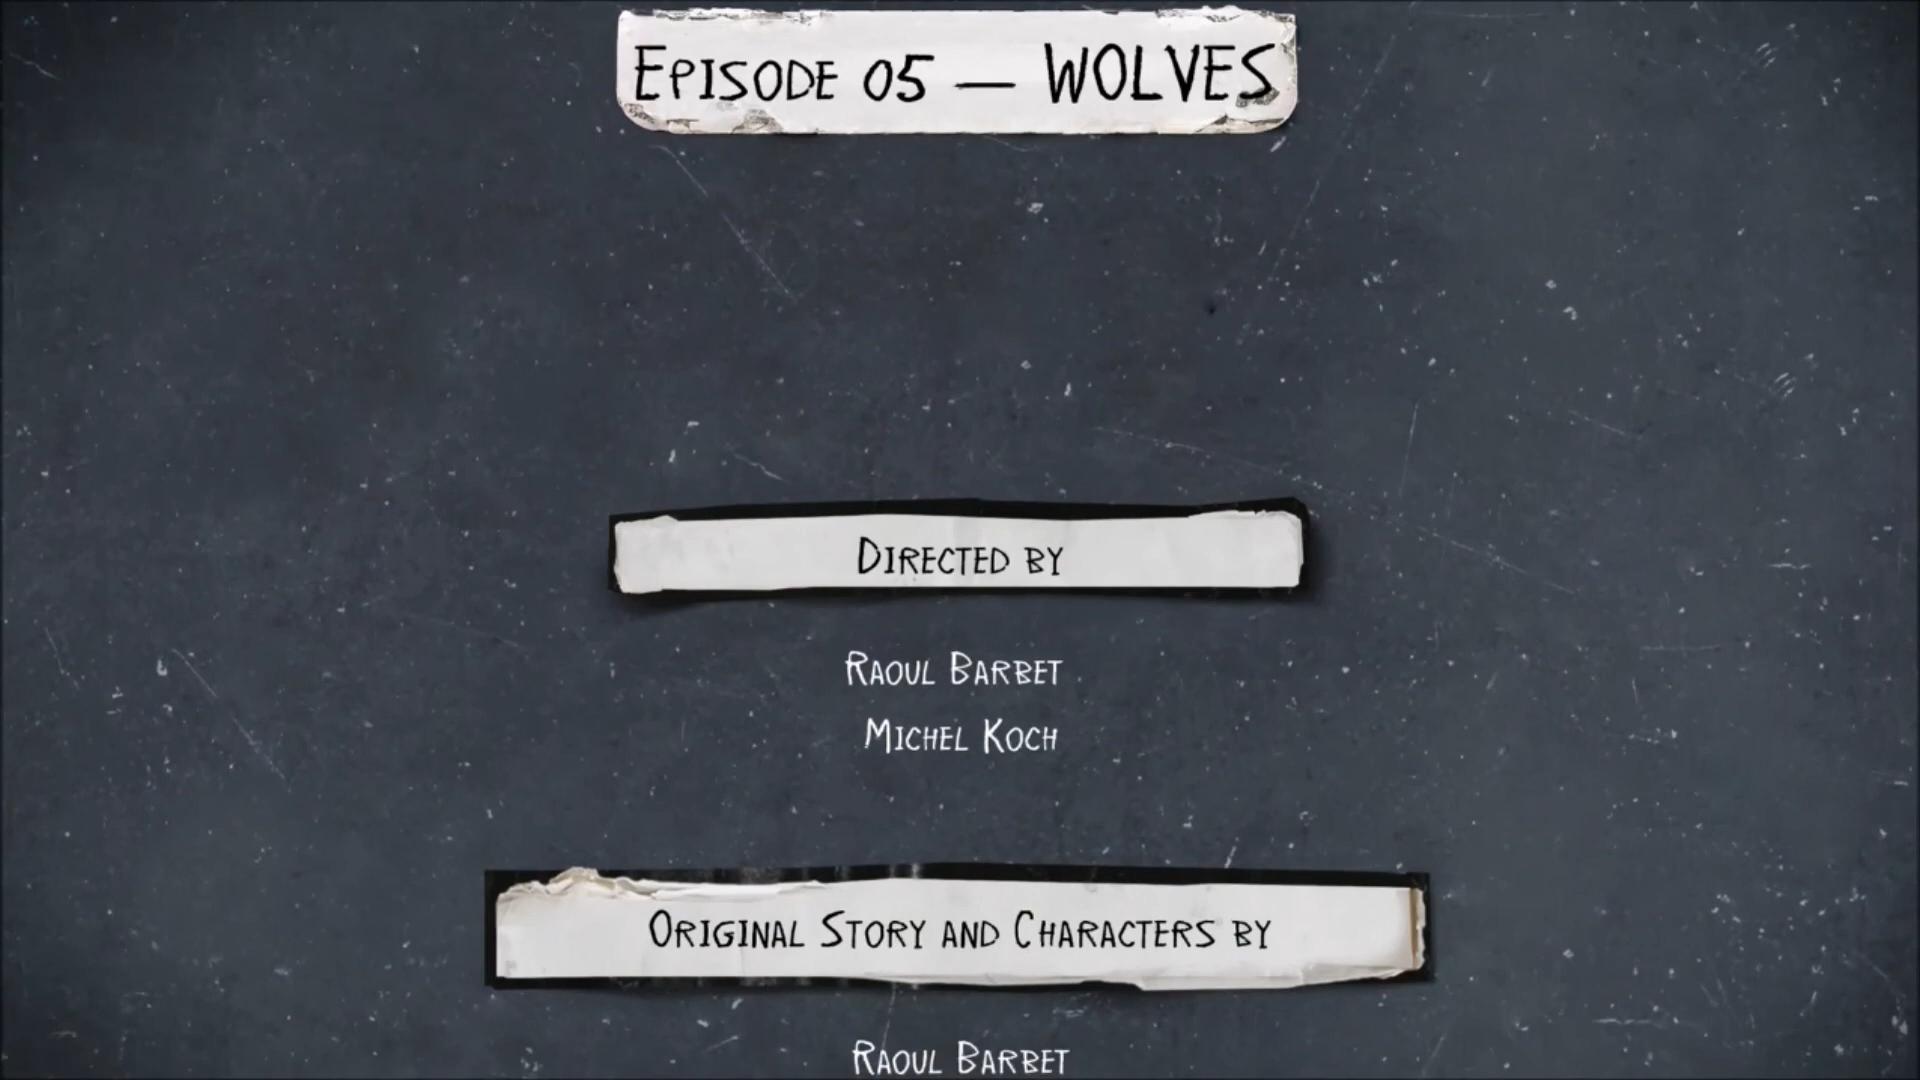 Episode 05 — WOLVES
Directed by
Raoul Barbet
Michel Koch
Original Story and Characters by
Raoul Barbet